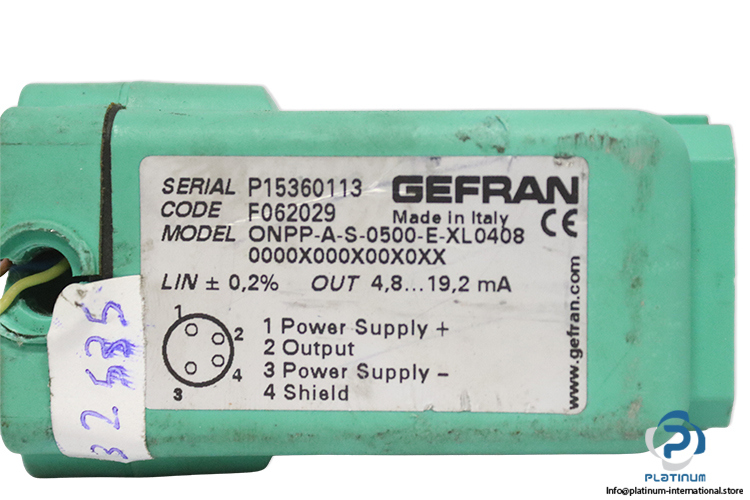 SERIAL P15360113 GEFRAN
CODE F062029 Made in Italy CE
MODEL ONPP-A-S-0500-E-XL0408
0000X000X00X0XX
LIN ± 0,2% OUT 4,8...19,2 mA
1
2
4
3
1 Power Supply +
2 Output
3 Power Supply -
4 Shield
www.gefran.com
32535
PLATINUM
Info@platinum-international.store